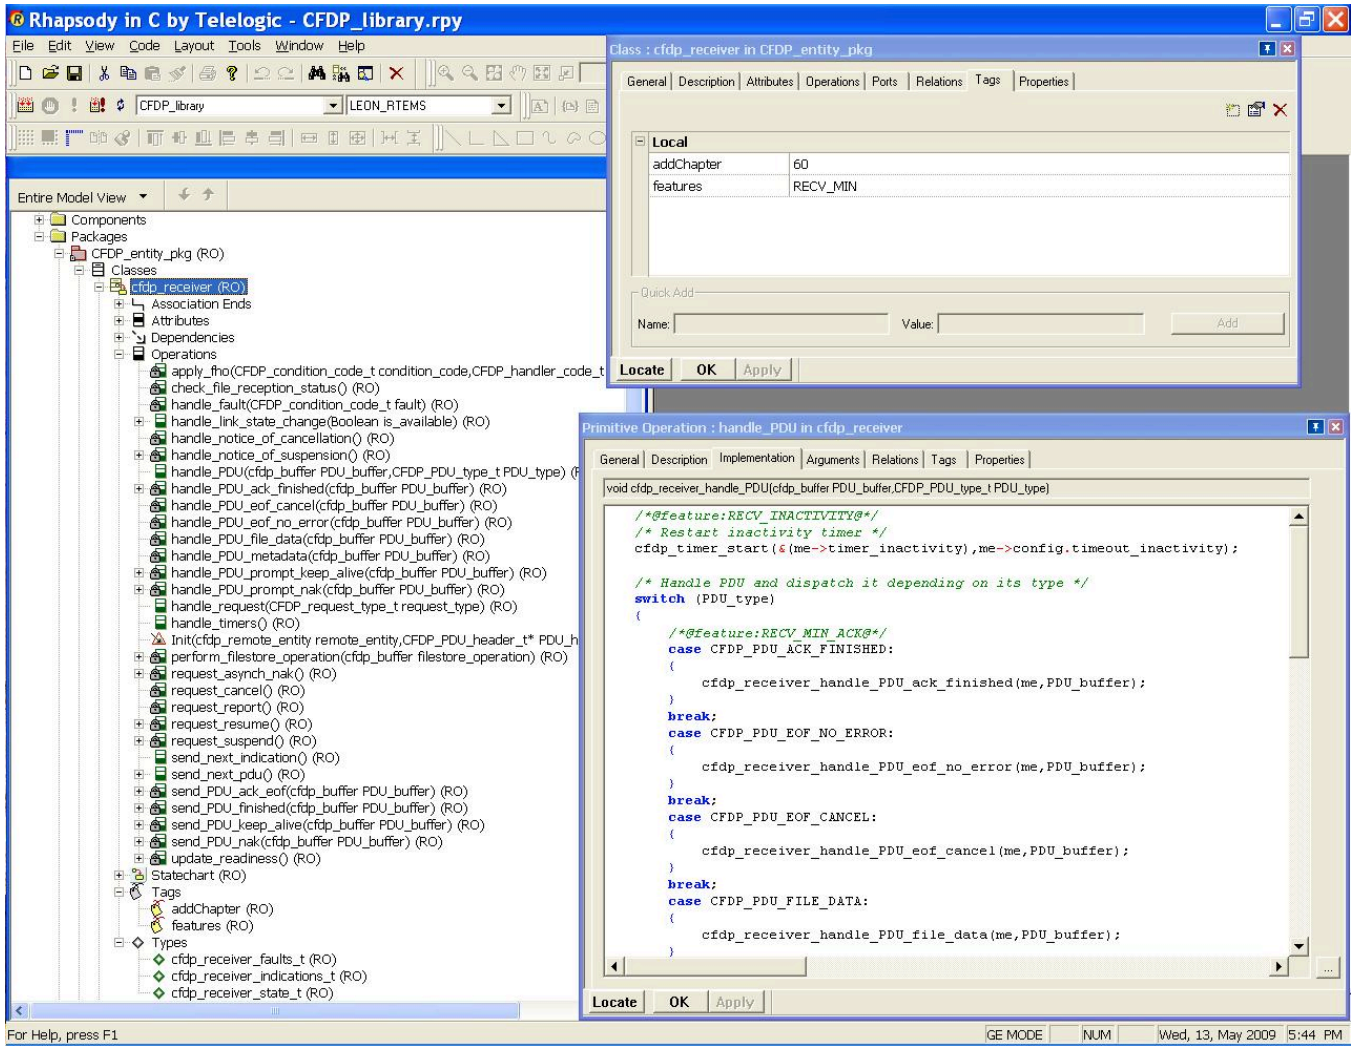 Rhapsody in C by Telelogic - CFDP_library.rpy
File Edit View Code Layout Tools Window Help
CFDP_library
LEON_RTEMS
Entire Model View
Components
Packages
CFDP_entity_pkg (RO)
Classes
cfdp_receiver (RO)
Association Ends
Attributes
Dependencies
Operations
apply_fho(CFDP_condition_code_t condition_code,CFDP_handler_code_t
check_file_reception_status() (RO)
handle_fault(CFDP_condition_code_t fault) (RO)
handle_link_state_change(Boolean is_available) (RO)
handle_notice_of_cancellation() (RO)
handle_notice_of_suspension() (RO)
handle_PDU(cfdp_buffer PDU_buffer,CFDP_PDU_type_t PDU_type) (F
handle_PDU_ack_finished(cfdp_buffer PDU_buffer) (RO)
handle_PDU_eof_cancel(cfdp_buffer PDU_buffer) (RO)
handle_PDU_eof_no_error(cfdp_buffer PDU_buffer) (RO)
handle_PDU_file_data(cfdp_buffer PDU_buffer) (RO)
handle_PDU_metadata(cfdp_buffer PDU_buffer) (RO)
handle_PDU_prompt_keep_alive(cfdp_buffer PDU_buffer) (RO)
handle_PDU_prompt_nak(cfdp_buffer PDU_buffer) (RO)
handle_request(CFDP_request_type_t request_type) (RO)
handle_timers() (RO)
Init(cfdp_remote_entity remote_entity,CFDP_PDU_header_t* PDU_h
perform_filestore_operation(cfdp_buffer filestore_operation) (RO)
request_asynch_nak() (RO)
request_cancel() (RO)
request_report() (RO)
request_resume() (RO)
request_suspend() (RO)
send_next_indication() (RO)
send_next_pdu() (RO)
send_PDU_ack_eof(cfdp_buffer PDU_buffer) (RO)
send_PDU_finished(cfdp_buffer PDU_buffer) (RO)
send_PDU_keep_alive(cfdp_buffer PDU_buffer) (RO)
send_PDU_nak(cfdp_buffer PDU_buffer) (RO)
update_readiness() (RO)
Statechart (RO)
Tags
addChapter (RO)
features (RO)
Types
cfdp_receiver_faults_t (RO)
cfdp_receiver_indications_t (RO)
cfdp_receiver_state_t (RO)
Class : cfdp_receiver in CFDP_entity_pkg
General Description Attributes Operations Ports Relations Tags Properties
Local
addChapter 60
features RECV_MIN
Quick Add
Name: Value: Add
Locate OK Apply
Primitive Operation : handle_PDU in cfdp_receiver
General Description Implementation Arguments Relations Tags Properties
void cfdp_receiver_handle_PDU(cfdp_buffer PDU_buffer,CFDP_PDU_type_t PDU_type)
/*@feature:RECV_INACTIVITY@*/
/* Restart inactivity timer */
cfdp_timer_start(&(me->timer_inactivity),me->config.timeout_inactivity);
/* Handle PDU and dispatch it depending on its type */
switch (PDU_type)
{
/*@feature:RECV_MIN_ACK@*/
case CFDP_PDU_ACK_FINISHED:
{
cfdp_receiver_handle_PDU_ack_finished(me,PDU_buffer);
}
break;
case CFDP_PDU_EOF_NO_ERROR:
{
cfdp_receiver_handle_PDU_eof_no_error(me,PDU_buffer);
}
break;
case CFDP_PDU_EOF_CANCEL:
{
cfdp_receiver_handle_PDU_eof_cancel(me,PDU_buffer);
}
break;
case CFDP_PDU_FILE_DATA:
{
cfdp_receiver_handle_PDU_file_data(me,PDU_buffer);
}
...
Locate OK Apply
For Help, press F1
GE MODE NUM Wed, 13, May 2009 5:44 PM